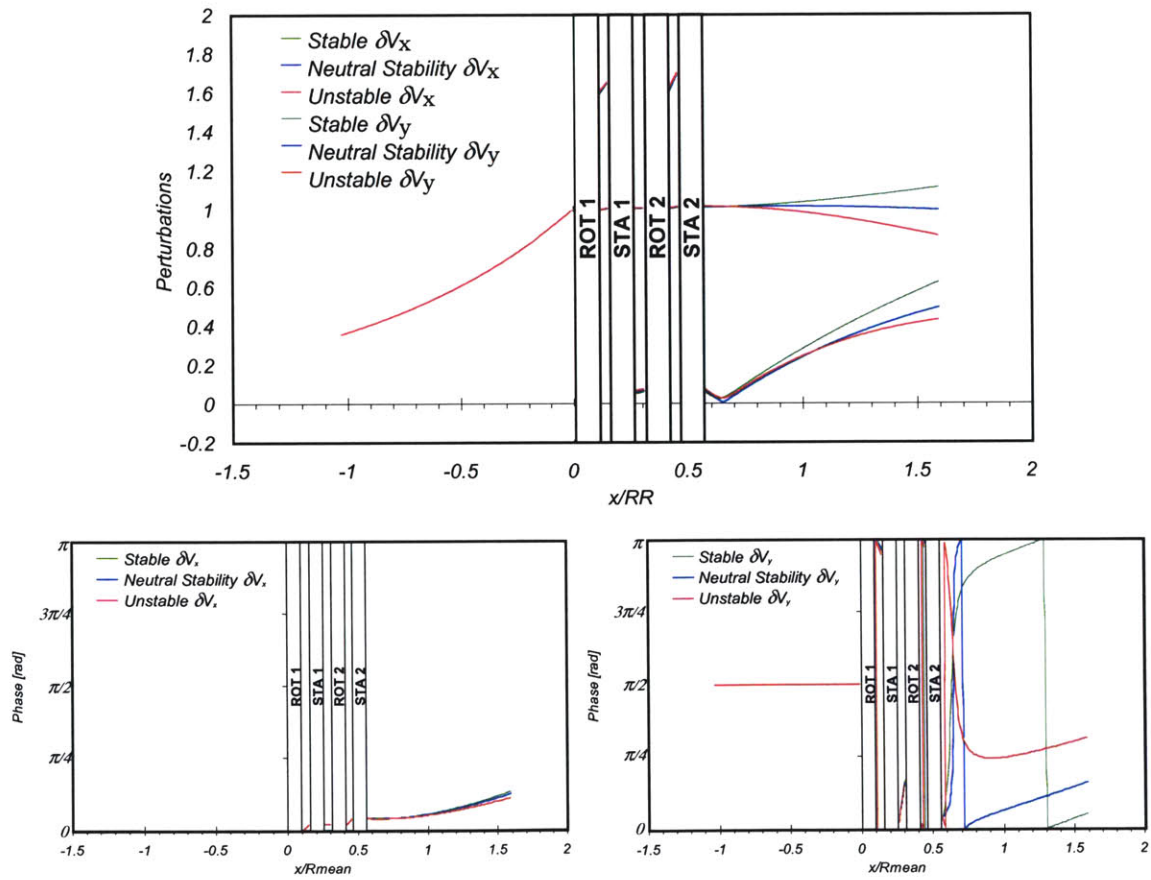 2
1.8
1.6
1.4
1.2
1
0.8
0.6
0.4
0.2
0
-0.2
Perturbations
Stable δVx
Neutral Stability δVx
Unstable δVx
Stable δVy
Neutral Stability δVy
Unstable δVy
ROT 1
STA 1
ROT 2
STA 2
-1.5 -1 -0.5 0 0.5 1 1.5 2
x/RR
π
3π/4
π/2
π/4
0
Phase [rad]
Stable δVx
Neutral Stability δVx
Unstable δVx
ROT 1
STA 1
ROT 2
STA 2
-1.5 -1 -0.5 0 0.5 1 1.5 2
x/Rmean
π
3π/4
π/2
π/4
0
Phase [rad]
Stable δVy
Neutral Stability δVy
Unstable δVy
ROT 1
STA 1
ROT 2
STA 2
-1.5 -1 -0.5 0 0.5 1 1.5 2
x/Rmean